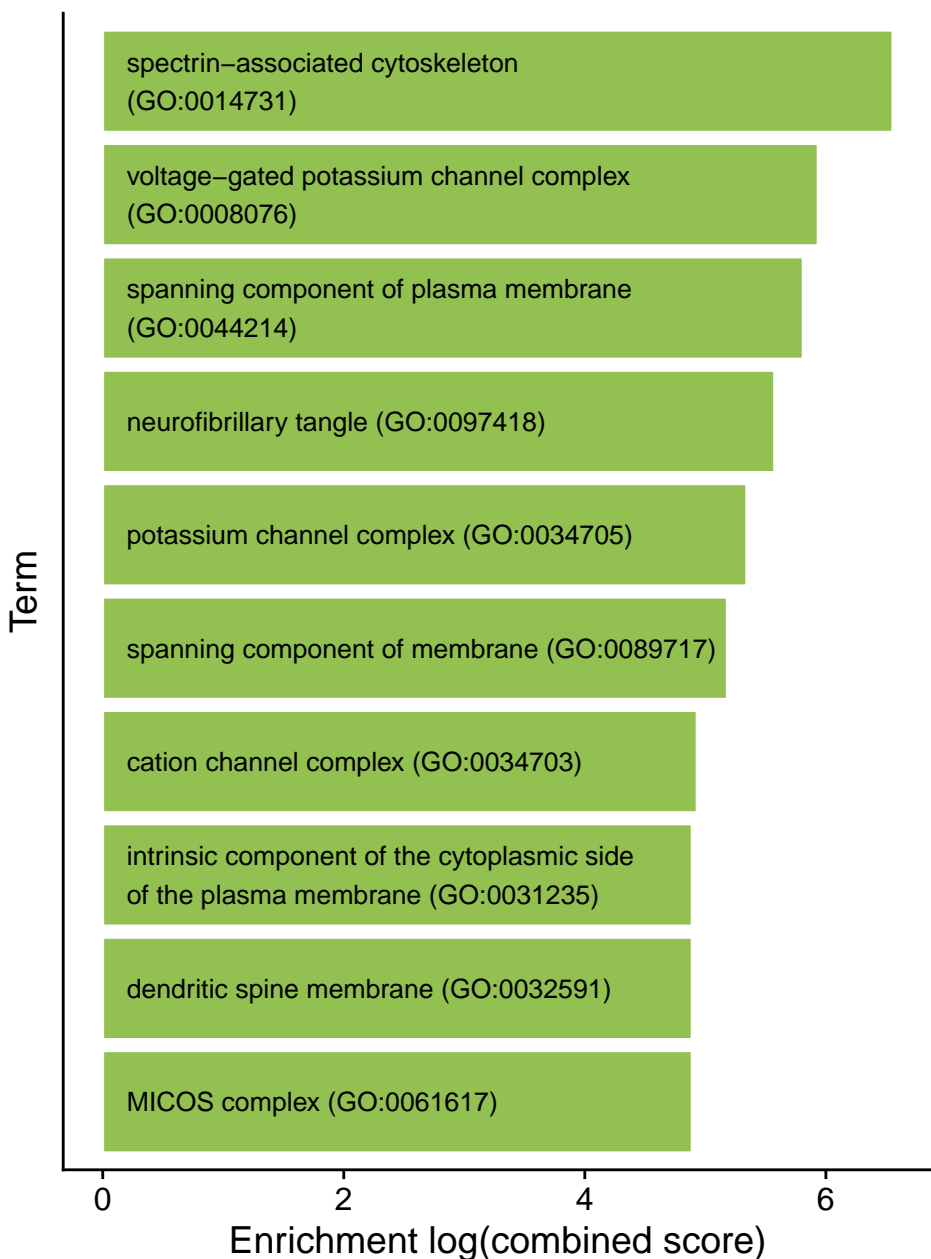 spectrin−associated cytoskeleton
(GO:0014731)
voltage−gated potassium channel complex
(GO:0008076)
spanning component of plasma membrane
(GO:0044214)
neurofibrillary tangle (GO:0097418)
potassium channel complex (GO:0034705)
spanning component of membrane (GO:0089717)
cation channel complex (GO:0034703)
intrinsic component of the cytoplasmic side
of the plasma membrane (GO:0031235)
dendritic spine membrane (GO:0032591)
MICOS complex (GO:0061617)
Term
0 2 4 6
Enrichment log(combined score)